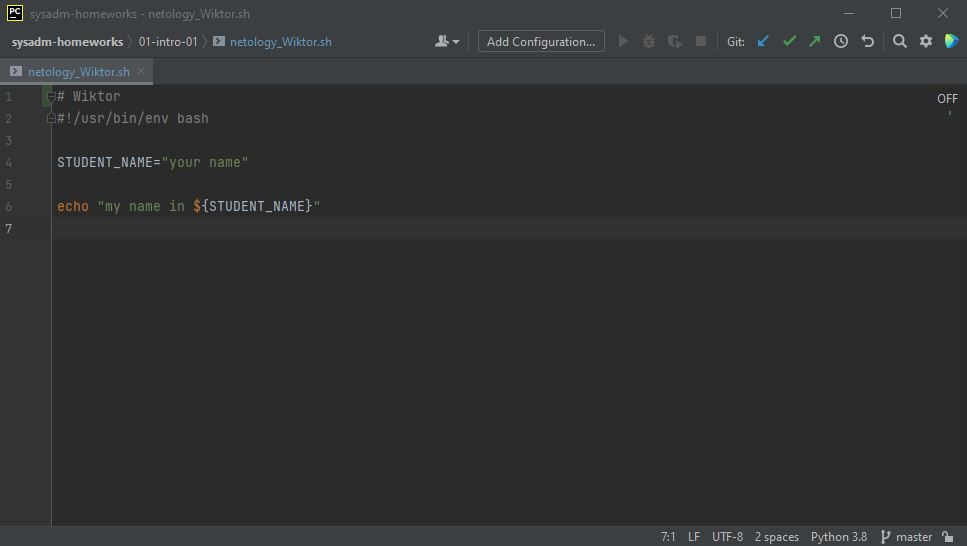 PC sysadm-homeworks - netology_Wiktor.sh
sysadm-homeworks 01-intro-01 netology_Wiktor.sh Add Configuration... Git:
netology_Wiktor.sh
OFF
1 # Wiktor
2 #!/usr/bin/env bash
3
4 STUDENT_NAME="your name"
5
6 echo "my name in ${STUDENT_NAME}"
7
7:1 LF UTF-8 2 spaces Python 3.8 master